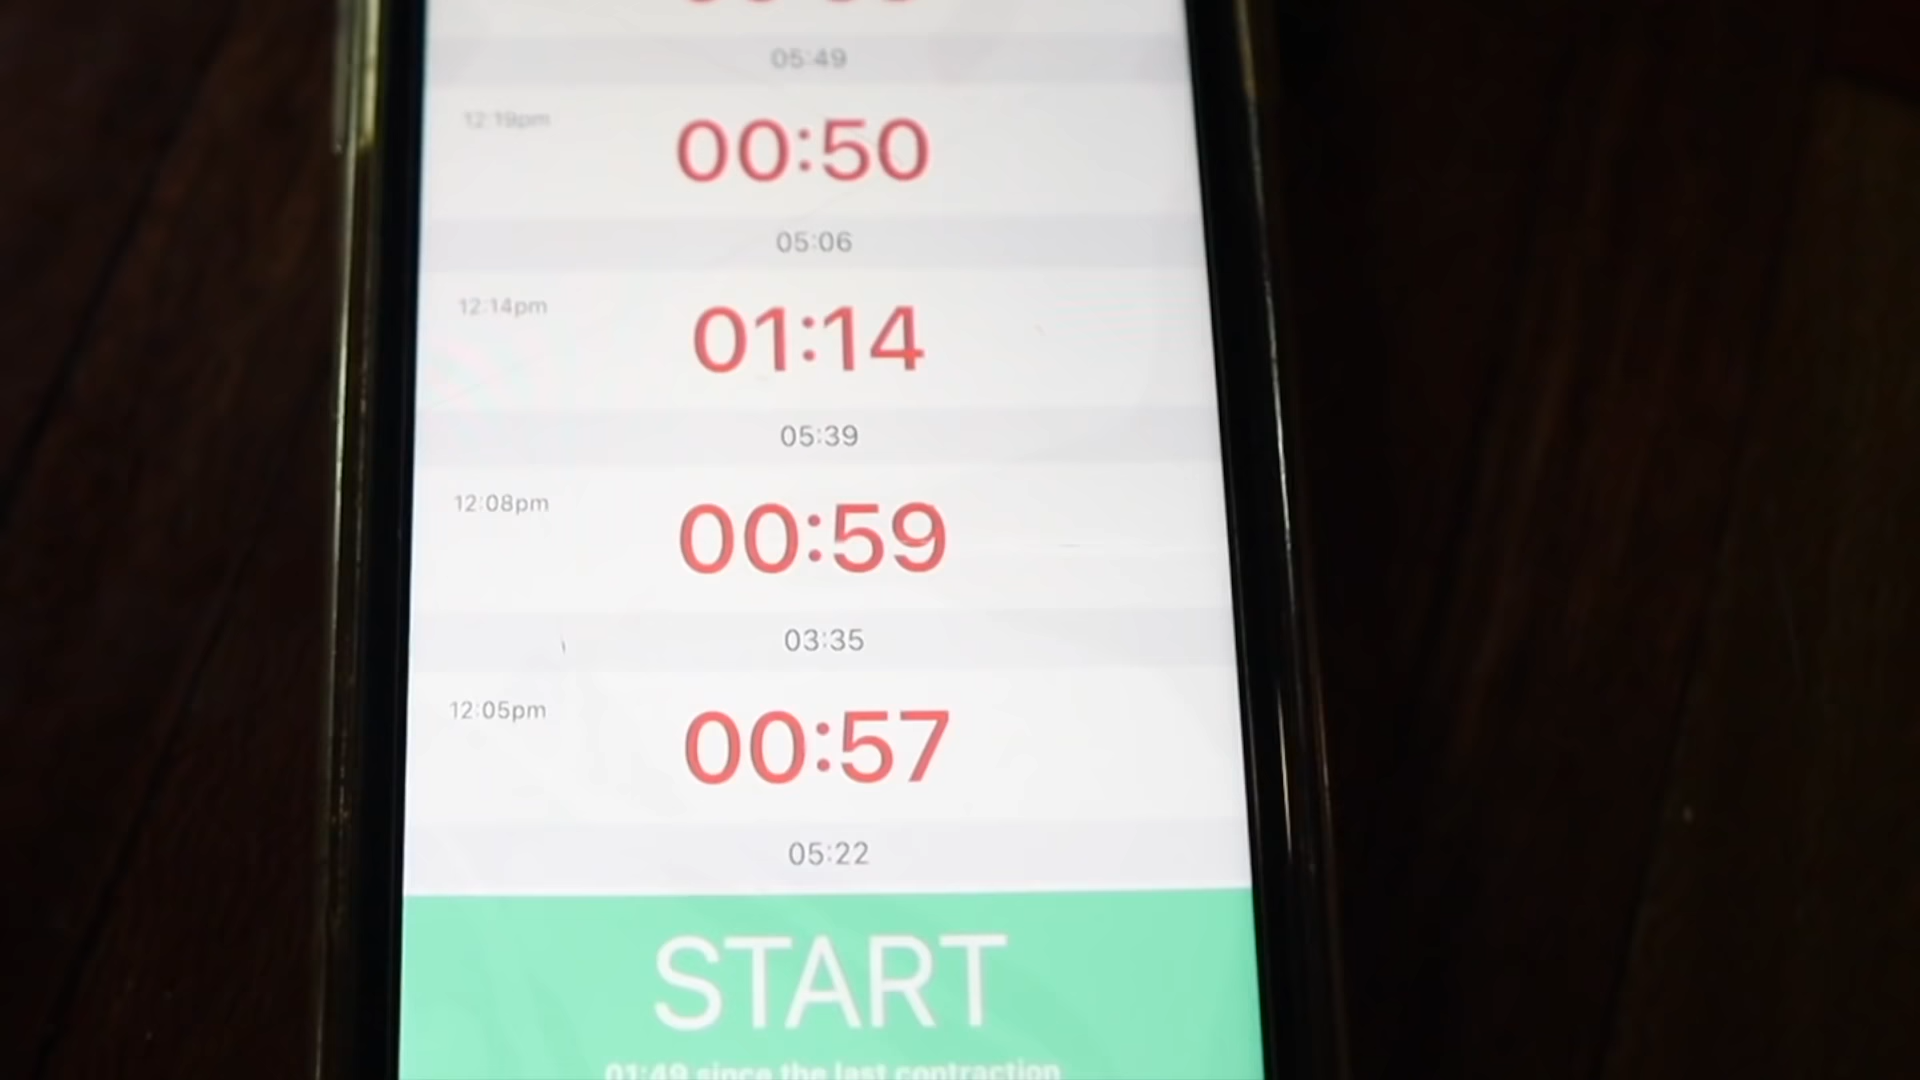 05:49
12:19pm
00:50
05:06
12:14pm
01:14
05:39
12:08pm
00:59
03:35
12:05pm
00:57
05:22
START
01:49 since the last contraction